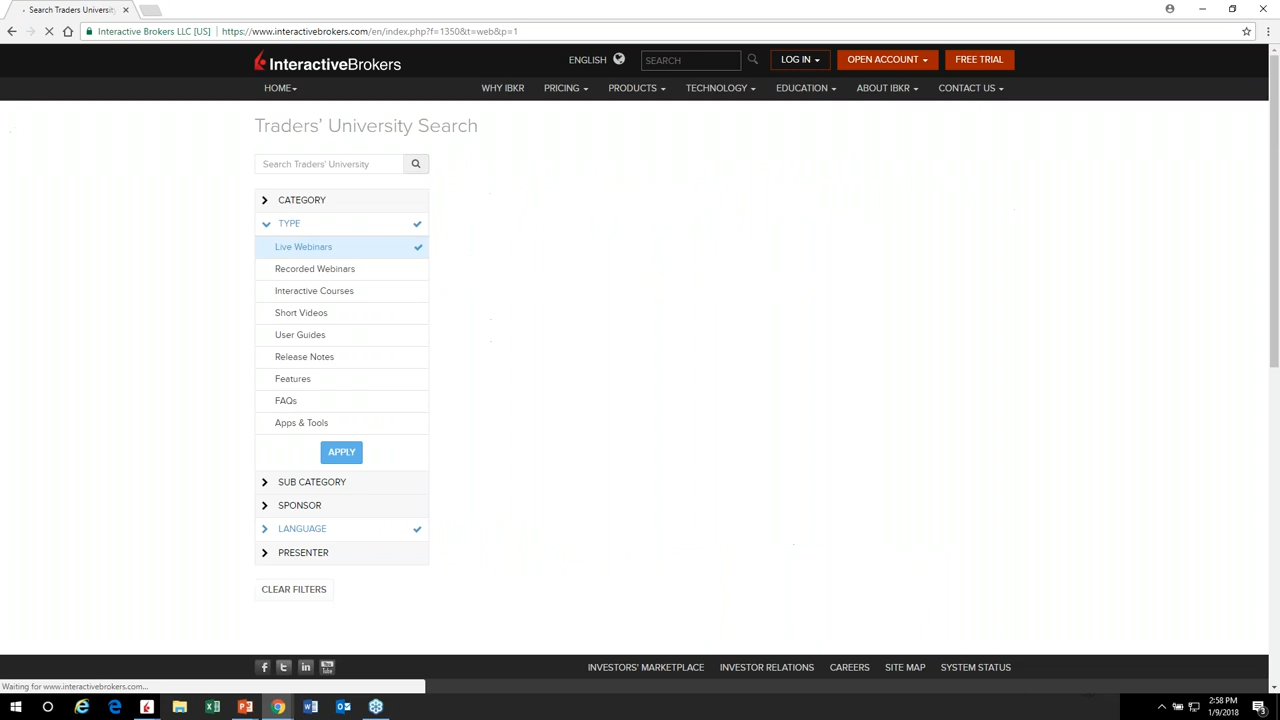 Search Traders University
Interactive Brokers LLC [US] https://www.interactivebrokers.com/en/index.php?f=1350&t=web&p=1
InteractiveBrokers
ENGLISH
SEARCH
LOG IN
OPEN ACCOUNT
FREE TRIAL
HOME
WHY IBKR
PRICING
PRODUCTS
TECHNOLOGY
EDUCATION
ABOUT IBKR
CONTACT US
Traders' University Search
Search Traders' University
CATEGORY
TYPE
Live Webinars
Recorded Webinars
Interactive Courses
Short Videos
User Guides
Release Notes
Features
FAQs
Apps & Tools
APPLY
SUB CATEGORY
SPONSOR
LANGUAGE
PRESENTER
CLEAR FILTERS
INVESTORS' MARKETPLACE
INVESTOR RELATIONS
CAREERS
SITE MAP
SYSTEM STATUS
Waiting for www.interactivebrokers.com...
2:58 PM
1/9/2018
3